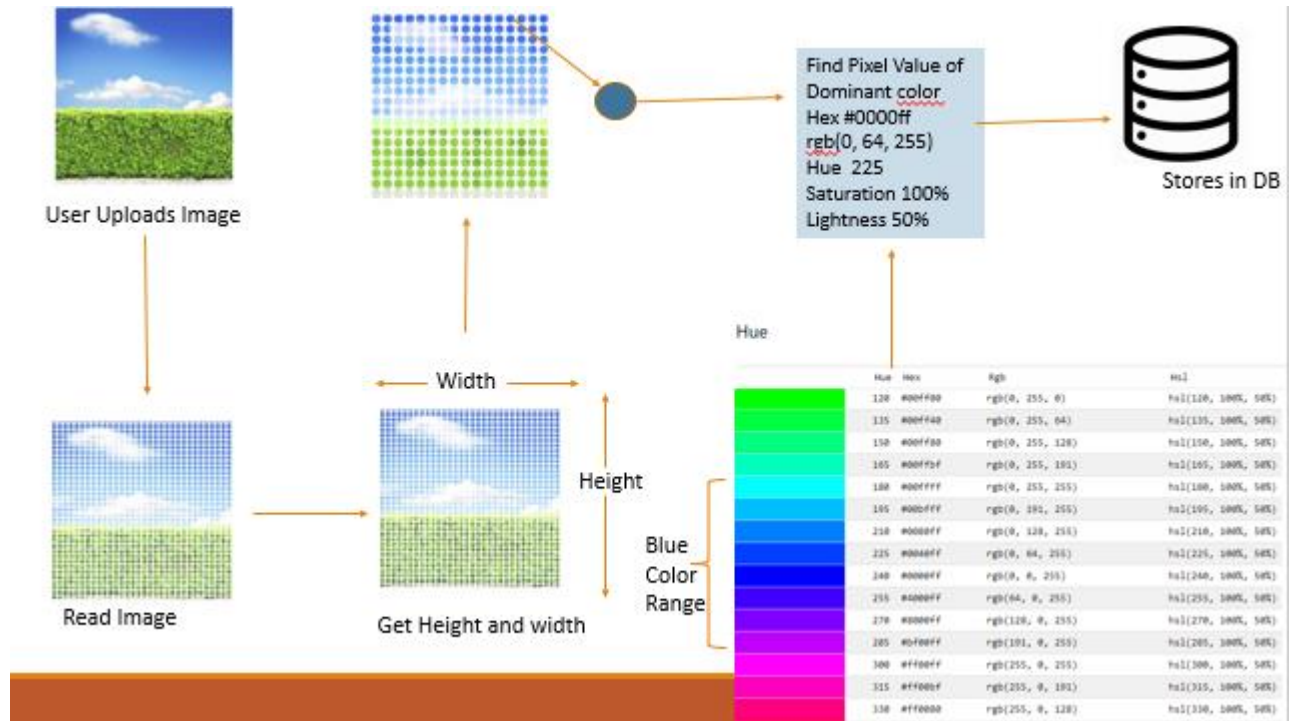 User Uploads Image
Find Pixel Value of
Dominant color
Hex #0000ff
rgb(0, 64, 255)
Hue 225
Saturation 100%
Lightness 50%
Stores in DB
Read Image
Width
Height
Get Height and width
Blue
Color
Range
Hue
Hue Hex Rgb Hsl
120 #00ff00 rgb(0, 255, 0) hsl(120, 100%, 50%)
135 #00ff40 rgb(0, 255, 64) hsl(135, 100%, 50%)
150 #00ff80 rgb(0, 255, 128) hsl(150, 100%, 50%)
165 #00ffbf rgb(0, 255, 191) hsl(165, 100%, 50%)
180 #00ffff rgb(0, 255, 255) hsl(180, 100%, 50%)
195 #00bfff rgb(0, 191, 255) hsl(195, 100%, 50%)
210 #0080ff rgb(0, 128, 255) hsl(210, 100%, 50%)
225 #0040ff rgb(0, 64, 255) hsl(225, 100%, 50%)
240 #0000ff rgb(0, 0, 255) hsl(240, 100%, 50%)
255 #4000ff rgb(64, 0, 255) hsl(255, 100%, 50%)
270 #8000ff rgb(128, 0, 255) hsl(270, 100%, 50%)
285 #bf00ff rgb(191, 0, 255) hsl(285, 100%, 50%)
300 #ff00ff rgb(255, 0, 255) hsl(300, 100%, 50%)
315 #ff00bf rgb(255, 0, 191) hsl(315, 100%, 50%)
330 #ff0080 rgb(255, 0, 128) hsl(330, 100%, 50%)